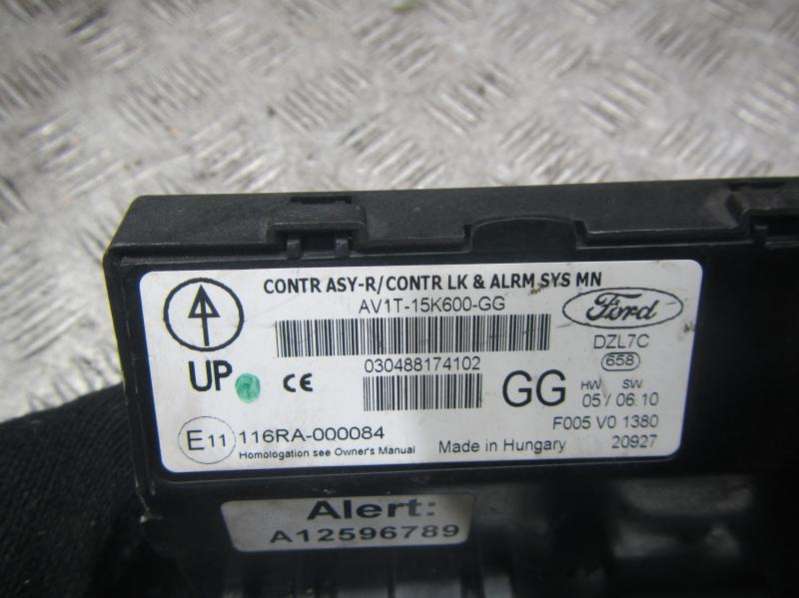 CONTR ASY-R/CONTR LK & ALRM SYS MN
AV1T-15K600-GG
Ford
DZL7C
658
UP
CE
030488174102
GG
HW SW
05/06.10
E11 116RA-000084
Homologation see Owner's Manual
Made in Hungary
F005 V0 1380
20927
Alert:
A12596789